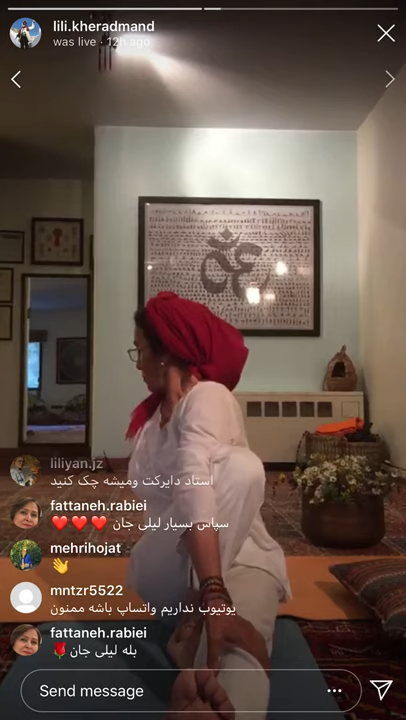 lili.kheradmand
was live · 12h ago
ॐ
liliyan.jz
استاد دایرکت ومیشه چک کنید
fattaneh.rabiei
سپاس بسیار لیلی جان ❤️❤️❤️
mehrihojat
👋
mntzr5522
یوتیوب نداریم واتساپ باشه ممنون
fattaneh.rabiei
بله لیلی جان🌹
Send message